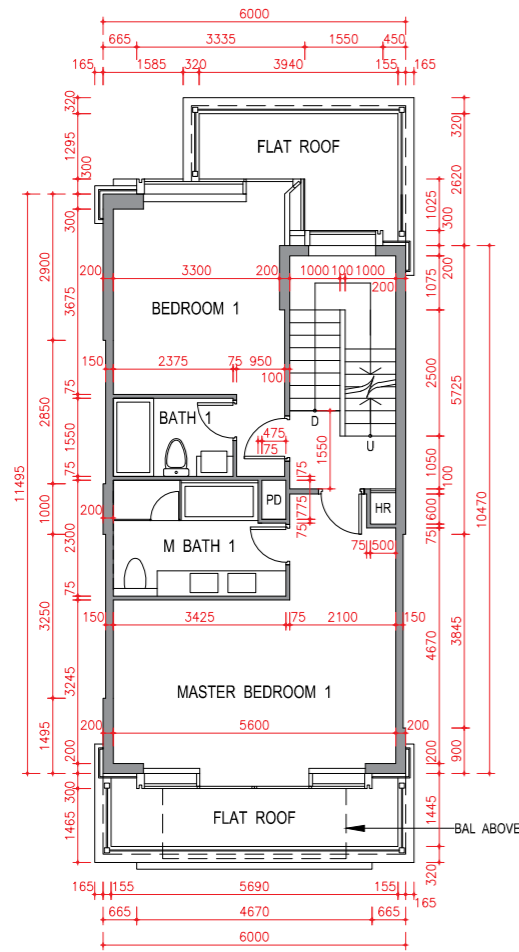 6000
665 3335 1550 450
165 1585 320 3940 155 165
320
1295
300
FLAT ROOF
320
2620
1025
300
200
300
2900
3675
200 3300 200 1000 100 1000
200
1075
BEDROOM 1
2500
5725
150 2375 75 950
100
75
2850
1550
BATH 1
475
75
D
U
1550
1050
100
11495
10470
75
1000
200
75
PD
775
75
HR
600
75
75 500
2300
M BATH 1
75
150 3425 75 2100 150
3250
3245
4670
3845
MASTER BEDROOM 1
200 5600 200
1495
200
200
900
300
1465
FLAT ROOF
1445
BAL ABOVE
320
165 155 5690 155 165
665 4670 665
6000